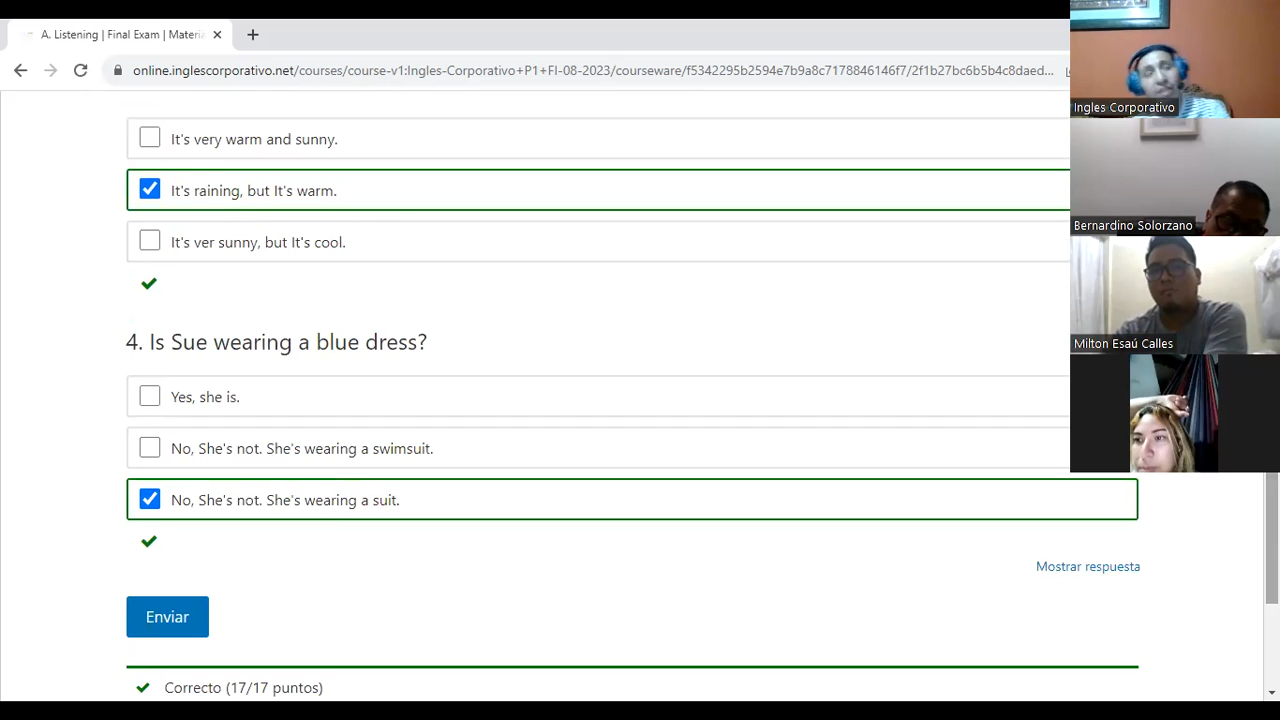 A. Listening | Final Exam | Materia
online.inglescorporativo.net/courses/course-v1:Ingles-Corporativo+P1+FI-08-2023/courseware/f5342295b2594e7b9a8c7178846146f7/2f1b27bc6b5b4c8daed...
Ingles Corporativo
It's very warm and sunny.
It's raining, but It's warm.
Bernardino Solorzano
It's ver sunny, but It's cool.
4. Is Sue wearing a blue dress?
Milton Esaú Calles
Yes, she is.
No, She's not. She's wearing a swimsuit.
No, She's not. She's wearing a suit.
Mostrar respuesta
Enviar
Correcto (17/17 puntos)